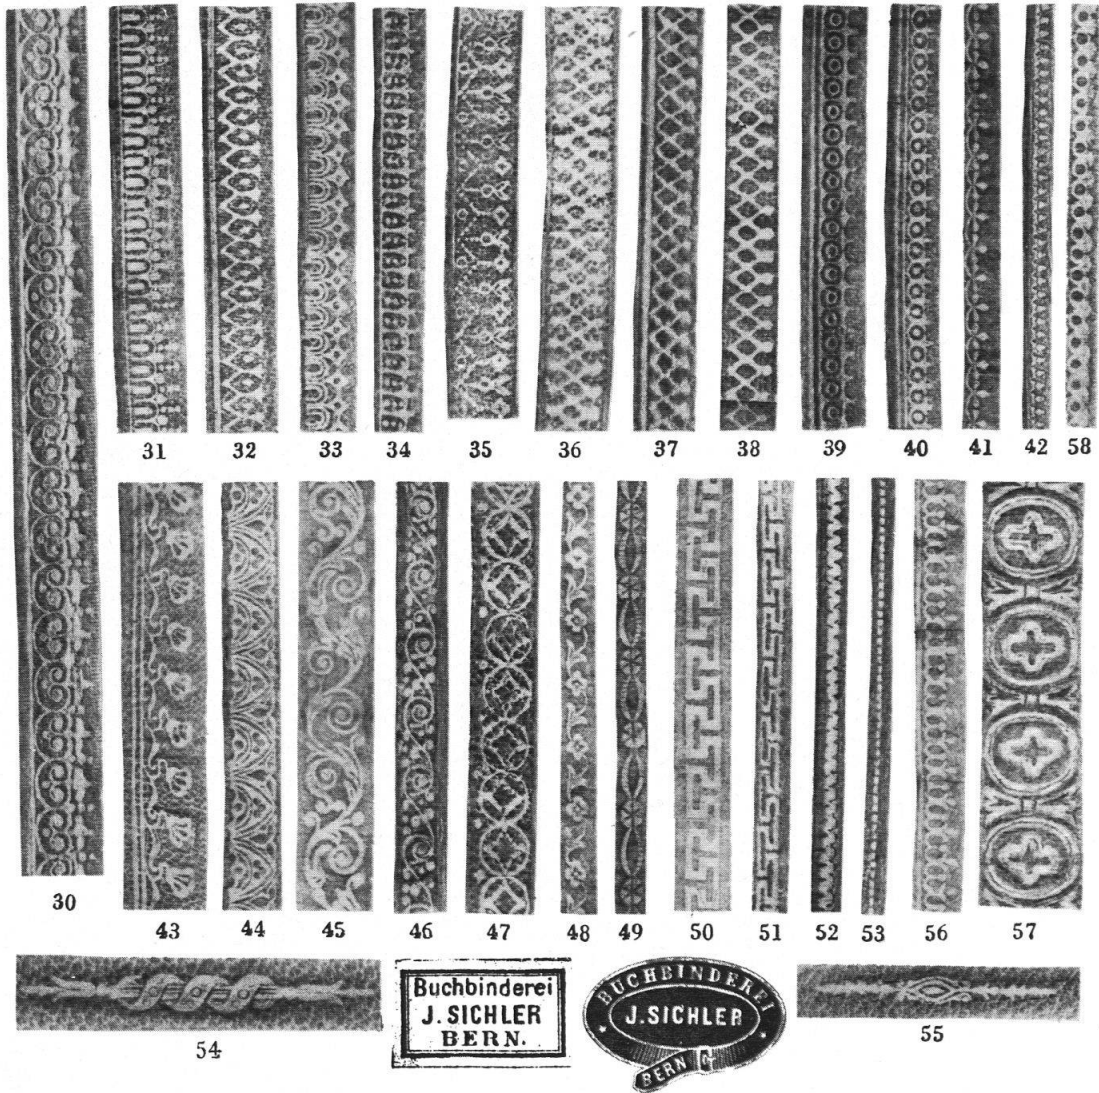 31 32 33 34 35 36 37 38 39 40 41 42 58
30 43 44 45 46 47 48 49 50 51 52 53 56 57
54
Buchbinderei
J. SICHLER
BERN.
BUCHBINDEREI
J. SICHLER
BERN
55